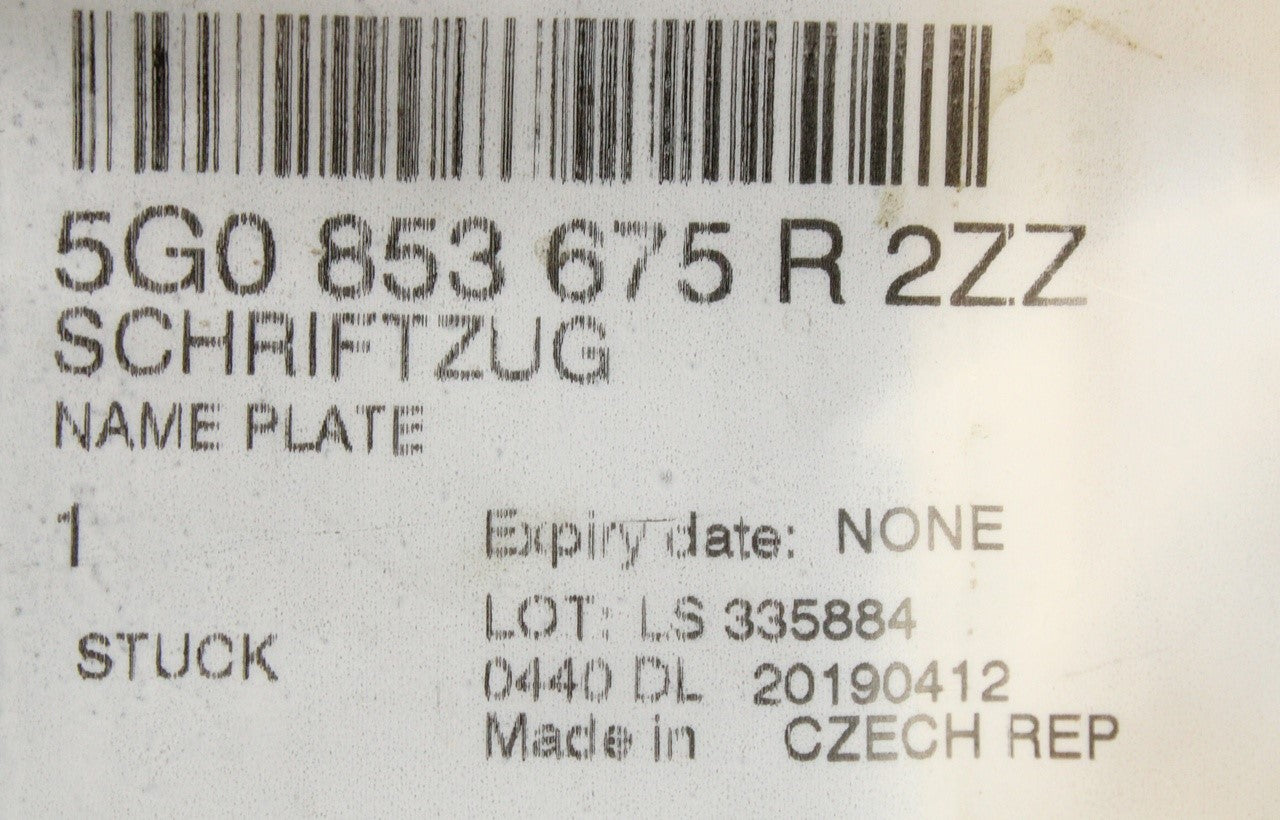 5G0 853 675 R 2ZZ
SCHRIFTZUG
NAME PLATE
1 Expiry date: NONE
LOT: LS 335884
STUCK 0440 DL 20190412
Made in CZECH REP